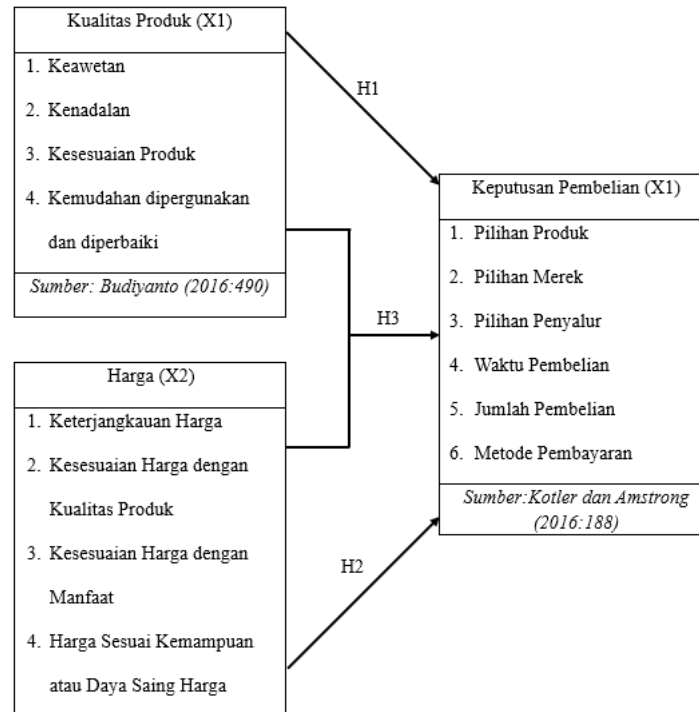 Kualitas Produk (X1)
1. Keawetan
2. Kenadalan
3. Kesesuaian Produk
4. Kemudahan dipergunakan
dan diperbaiki
Sumber: Budiyanto (2016:490)
Harga (X2)
1. Keterjangkauan Harga
2. Kesesuaian Harga dengan
Kualitas Produk
3. Kesesuaian Harga dengan
Manfaat
4. Harga Sesuai Kemampuan
atau Daya Saing Harga
H1
H3
H2
Keputusan Pembelian (X1)
1. Pilihan Produk
2. Pilihan Merek
3. Pilihan Penyalur
4. Waktu Pembelian
5. Jumlah Pembelian
6. Metode Pembayaran
Sumber:Kotler dan Amstrong
(2016:188)